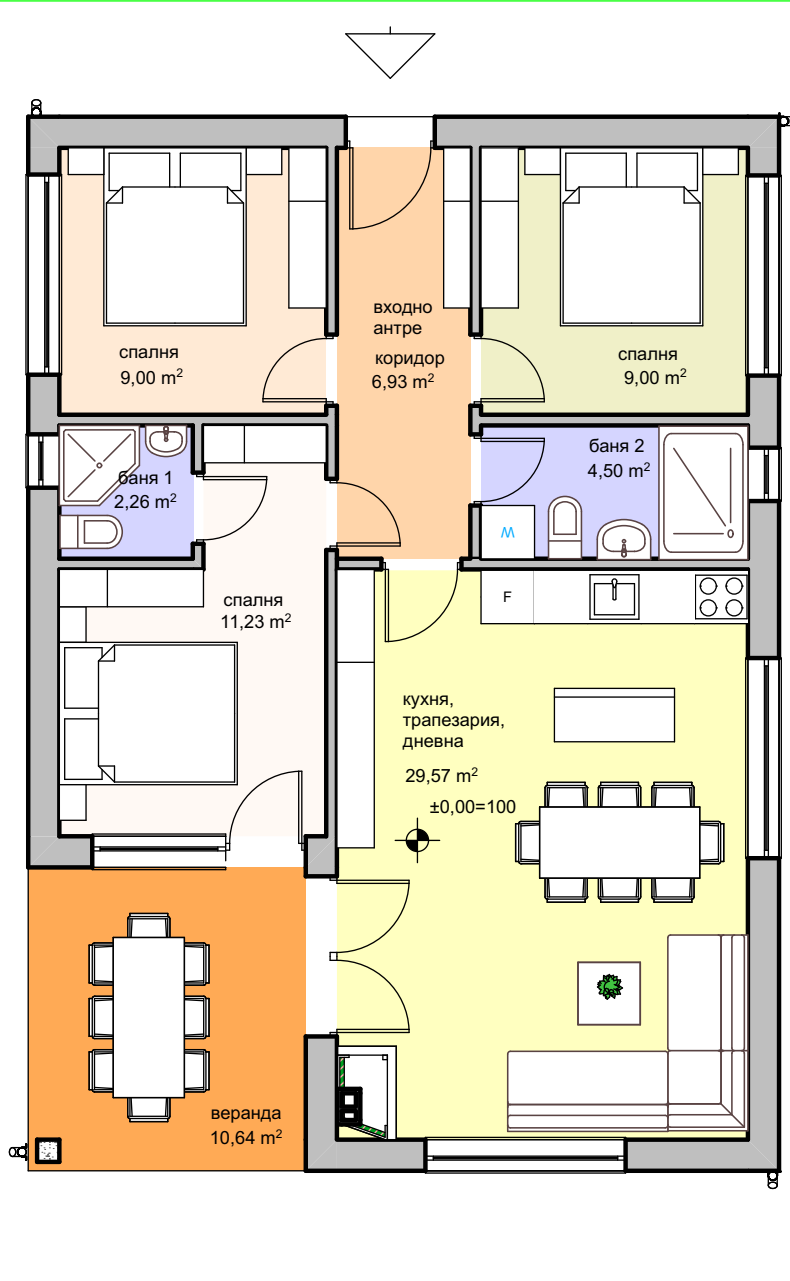 входно
антре
коридор
6,93 m²
спалня
9,00 m²
спалня
9,00 m²
баня 1
2,26 m²
баня 2
4,50 m²
W
F
спалня
11,23 m²
кухня,
трапезария,
дневна
29,57 m²
±0,00=100
веранда
10,64 m²